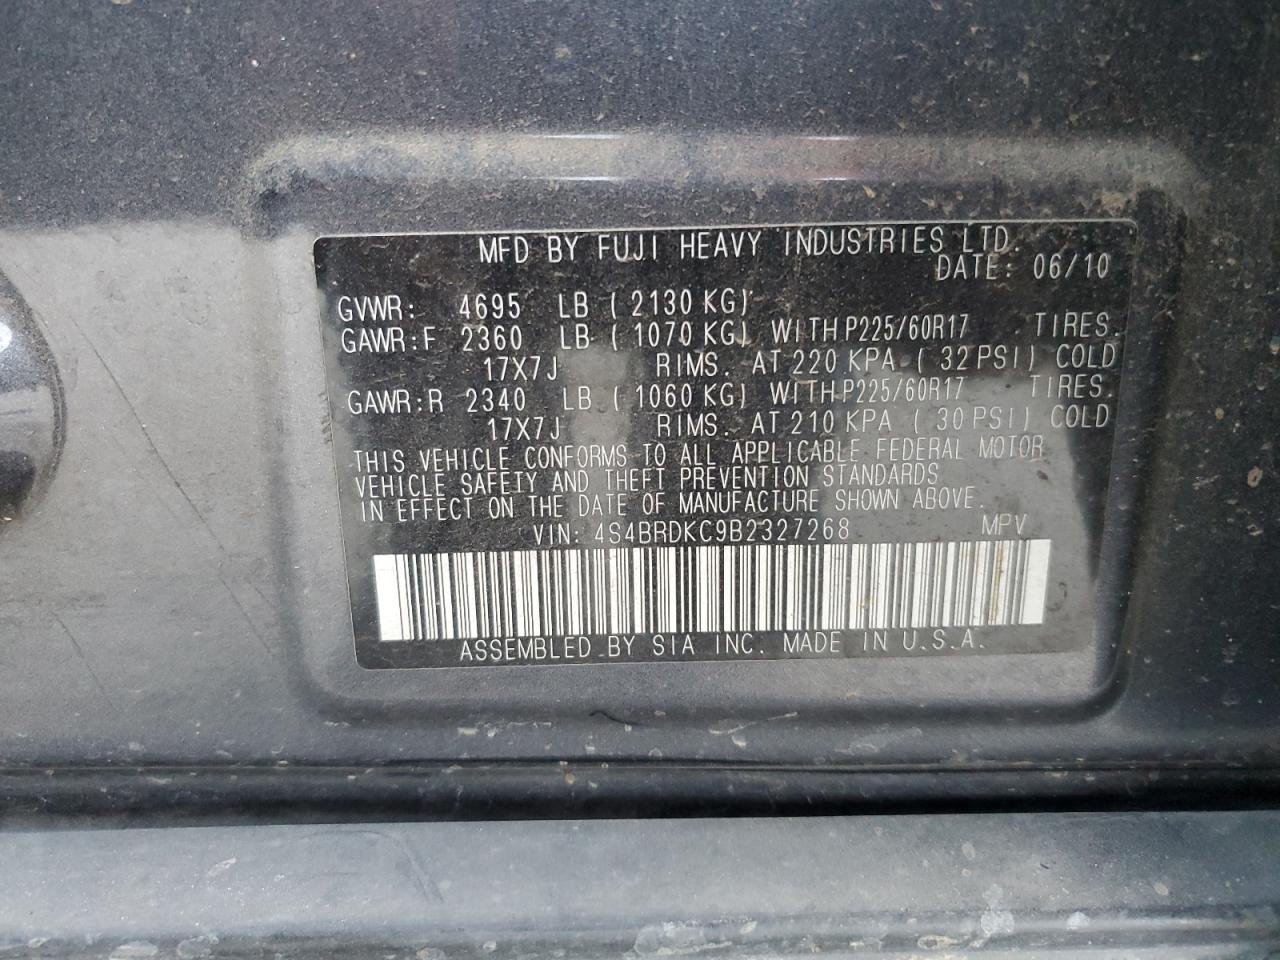 MFD BY FUJI HEAVY INDUSTRIES LTD.
DATE: 06/10
GVWR: 4695 LB ( 2130 KG)
GAWR:F 2360 LB ( 1070 KG) WITH P225/60R17 TIRES.
17X7J RIMS. AT 220 KPA ( 32 PSI) COLD
GAWR:R 2340 LB ( 1060 KG) WITH P225/60R17 TIRES.
17X7J RIMS. AT 210 KPA ( 30 PSI) COLD
THIS VEHICLE CONFORMS TO ALL APPLICABLE FEDERAL MOTOR
VEHICLE SAFETY AND THEFT PREVENTION STANDARDS
IN EFFECT ON THE DATE OF MANUFACTURE SHOWN ABOVE.
VIN: 4S4BRDKC9B2327268 MPV
ASSEMBLED BY SIA INC. MADE IN U.S.A.